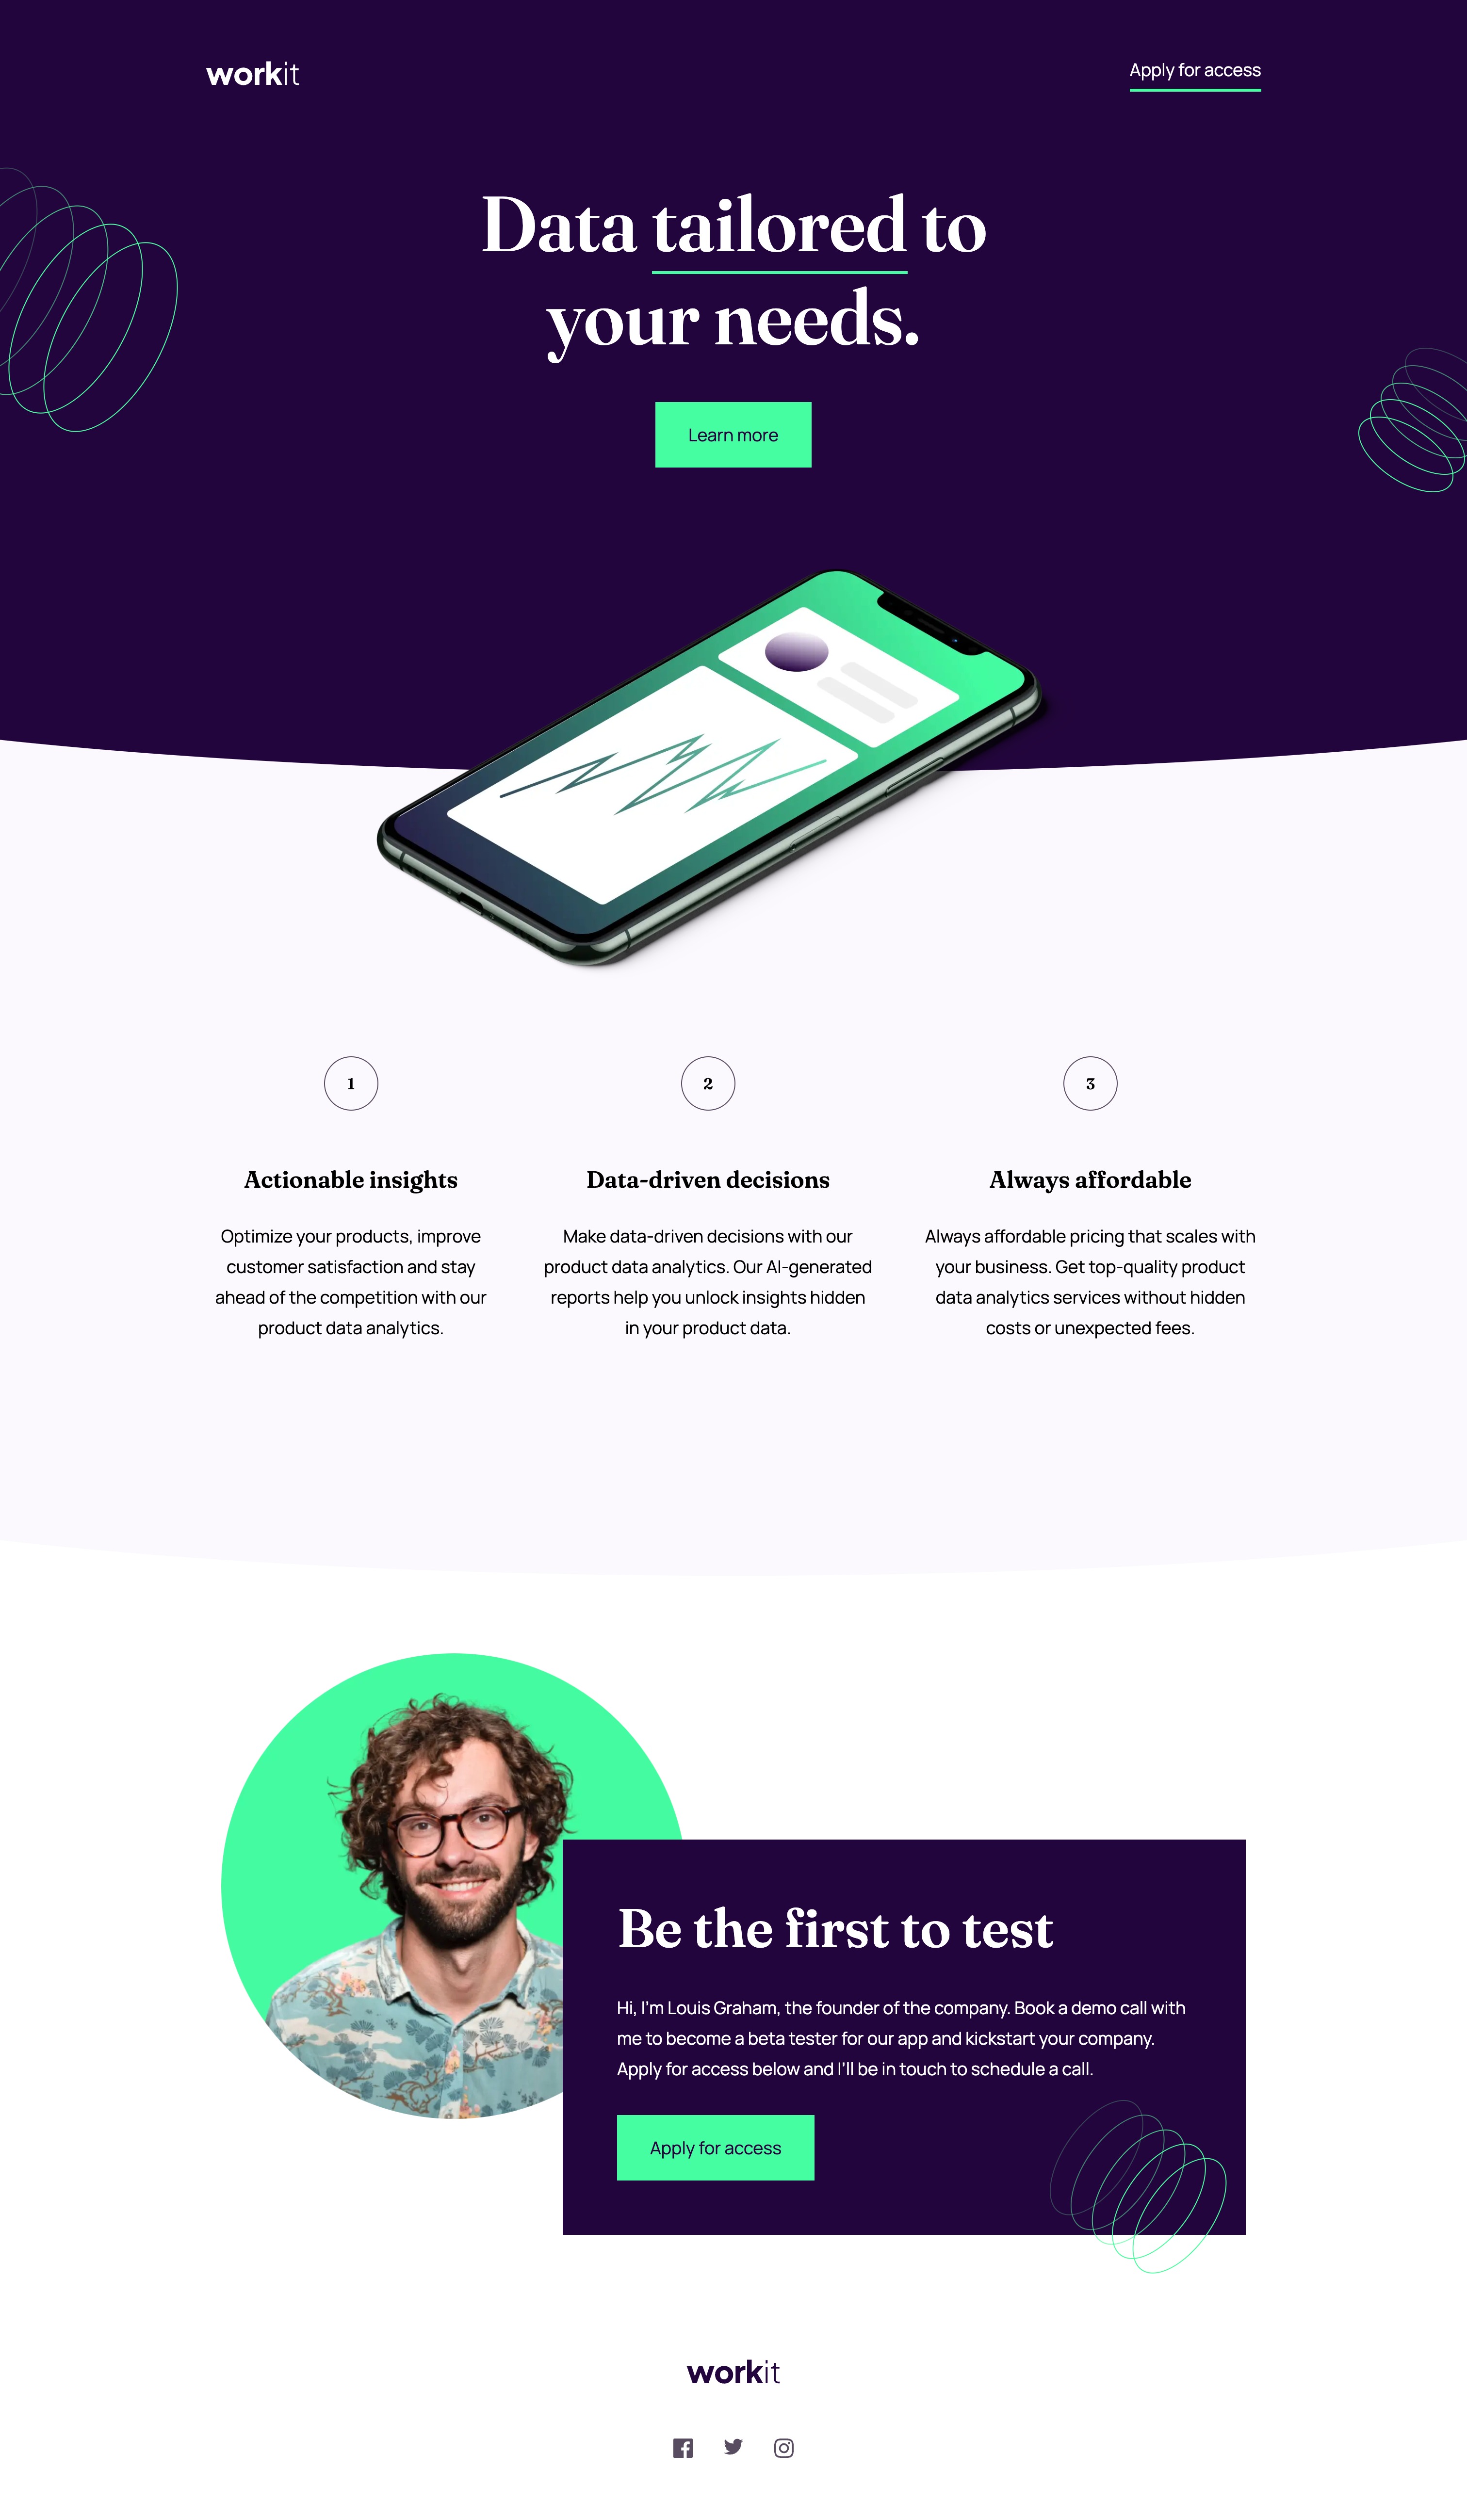 workit
Apply for access
Data tailored to
your needs.
Learn more
1
Actionable insights
Optimize your products, improve
customer satisfaction and stay
ahead of the competition with our
product data analytics.
2
Data-driven decisions
Make data-driven decisions with our
product data analytics. Our AI-generated
reports help you unlock insights hidden
in your product data.
3
Always affordable
Always affordable pricing that scales with
your business. Get top-quality product
data analytics services without hidden
costs or unexpected fees.
Be the first to test
Hi, I'm Louis Graham, the founder of the company. Book a demo call with
me to become a beta tester for our app and kickstart your company.
Apply for access below and I'll be in touch to schedule a call.
Apply for access
workit